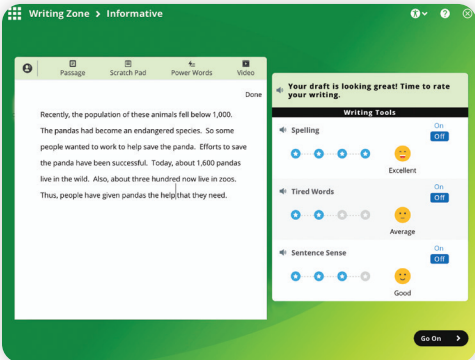 Writing Zone > Informative
Passage
Scratch Pad
Power Words
Video
Done
Recently, the population of these animals fell below 1,000.
The pandas had become an endangered species. So some
people wanted to work to help save the panda. Efforts to save
the panda have been successful. Today, about 1,600 pandas
live in the wild. Also, about three hundred now live in zoos.
Thus, people have given pandas the help that they need.
Your draft is looking great! Time to rate
your writing.
Writing Tools
Spelling
On
Off
Excellent
Tired Words
On
Off
Average
Sentence Sense
On
Off
Good
Go On >